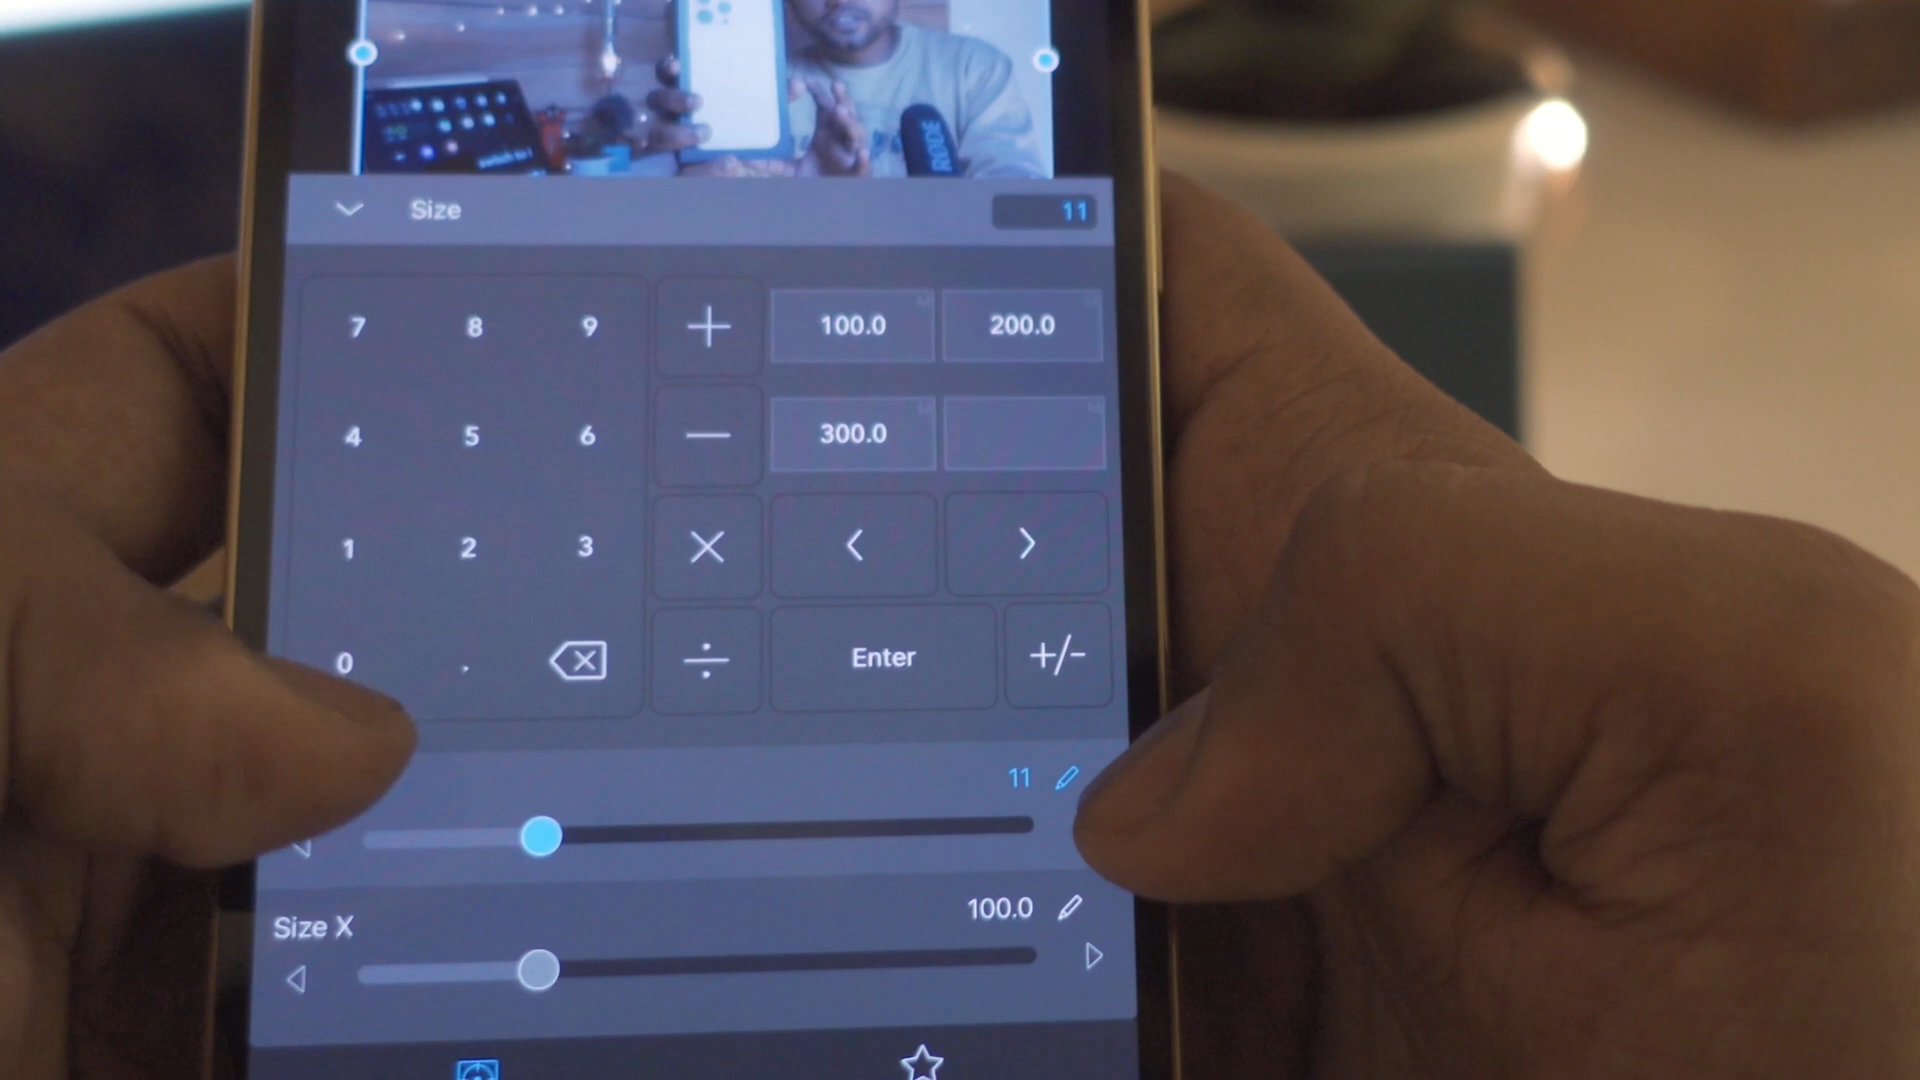 RODE
Size 11
7 8 9 + 100.0 200.0
4 5 6 — 300.0
1 2 3 × < >
0 . ÷ Enter +/-
11
Size X 100.0